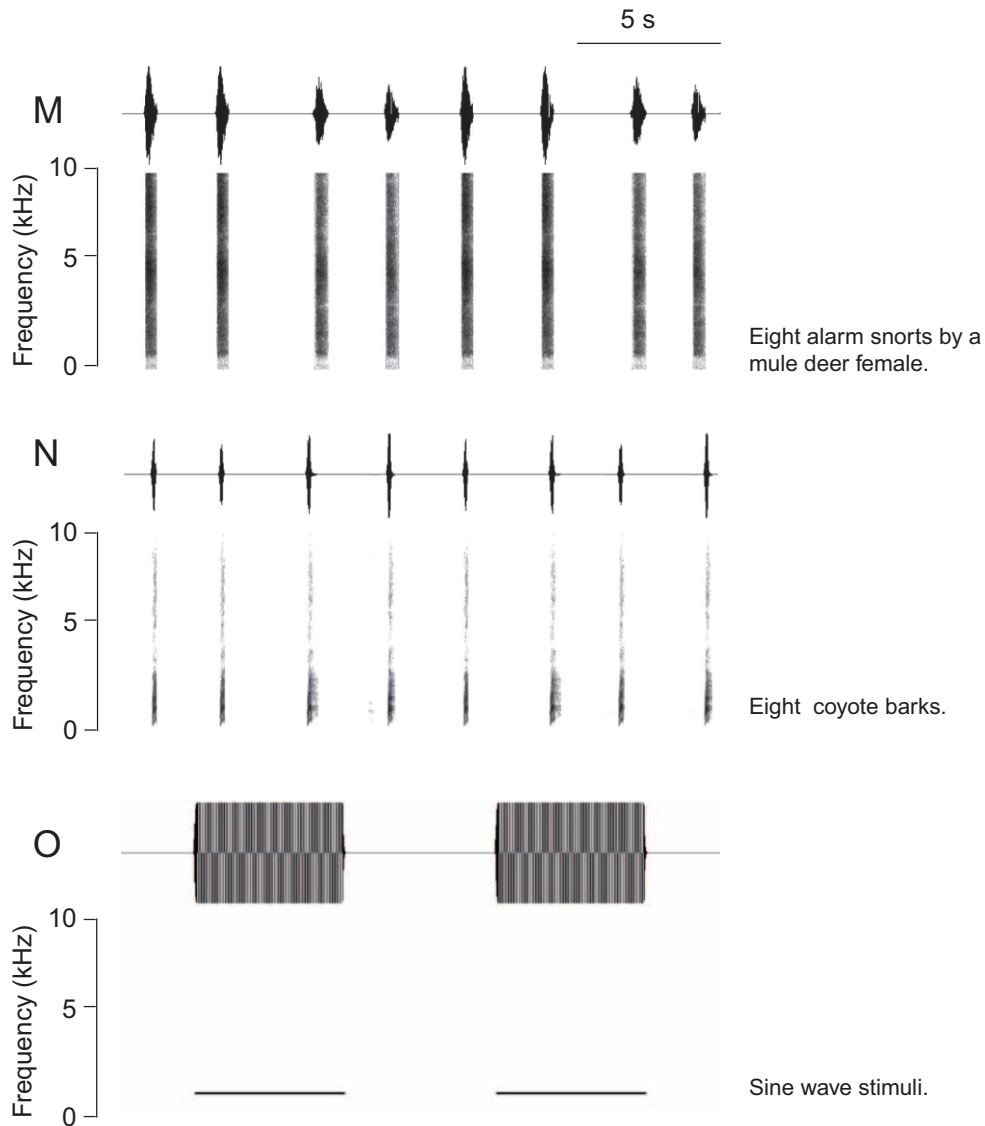 5 s
M
10
Frequency (kHz)
5
0
Eight alarm snorts by a
mule deer female.
N
10
Frequency (kHz)
5
0
Eight coyote barks.
O
10
Frequency (kHz)
5
0
Sine wave stimuli.